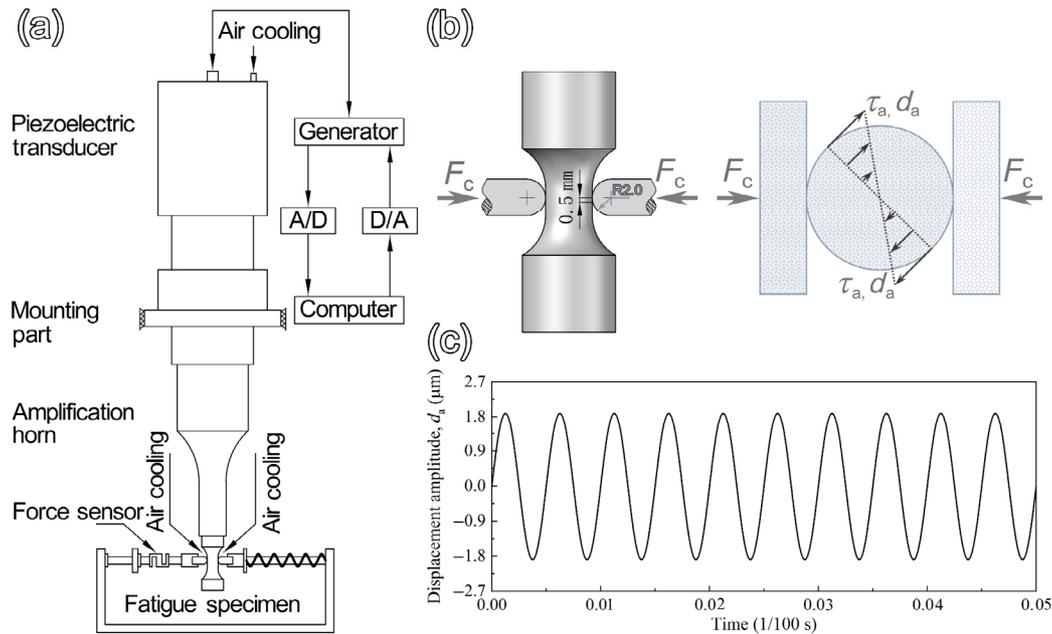 (a)
Air cooling
Piezoelectric
transducer
Generator
A/D
D/A
Computer
Mounting
part
Amplification
horn
Air cooling
Air cooling
Force sensor
Fatigue specimen
(b)
F_c
F_c
R2.0
0.5 mm
τ_a, d_a
F_c
F_c
τ_a, d_a
(c)
Displacement amplitude, d_a (μm)
2.7
1.8
0.9
0.0
−0.9
−1.8
−2.7
0.00
0.01
0.02
0.03
0.04
0.05
Time (1/100 s)